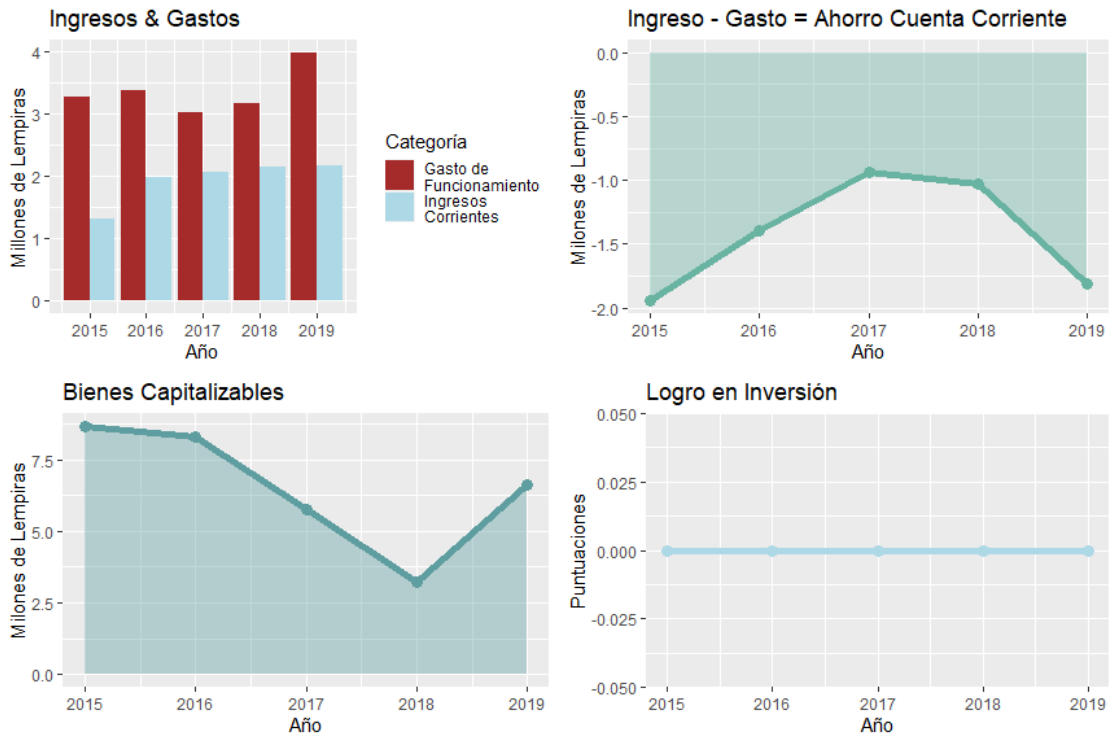 Ingresos & Gastos
Millones de Lempiras
4
3
2
1
0
2015 2016 2017 2018 2019
Año
Categoría
Gasto de
Funcionamiento
Ingresos
Corrientes
Ingreso - Gasto = Ahorro Cuenta Corriente
Milones de Lempiras
0.0
-0.5
-1.0
-1.5
-2.0
2015 2016 2017 2018 2019
Año
Bienes Capitalizables
Milones de Lempiras
7.5
5.0
2.5
0.0
2015 2016 2017 2018 2019
Año
Logro en Inversión
Puntuaciones
0.050
0.025
0.000
-0.025
-0.050
2015 2016 2017 2018 2019
Año